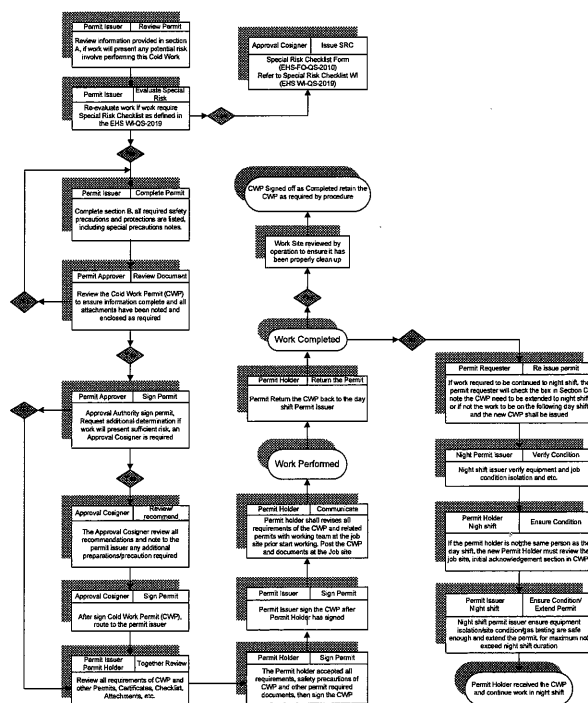 Permit Issuer Review Permit
Review information provided in section
A, if work will present any potential risk
involve performing this Cold Work
Permit Issuer Evaluate Special
Risk
Re-evaluate work if work require
Special Risk Checklist as defined in
the EHS WI-QS-2019
Approval Cosigner Issue SRC
Special Risk Checklist Form
(EHS-FO-QS-2010)
Refer to Special Risk Checklist WI
(EHS WI-QS-2019)
Permit Issuer Complete Permit
Complete section B, all required safety
precautions and protections are listed,
including special precautions notes.
Permit Approver Review Document
Review the Cold Work Permit (CWP)
to ensure information complete and all
attachments have been noted and
enclosed as required
Permit Approver Sign Permit
Approval Authority sign permit,
Request additional determination if
work will present sufficient risk, an
Approval Cosigner is required
Approval Cosigner Review/
recommend
The Approval Cosigner review all
recommendations and note to the
permit issuer any additional
preparations/precaution required
Approval Cosigner Sign Permit
After sign Cold Work Permit (CWP),
route to the permit issuer
Permit Issuer
Permit Holder Together Review
Review all requirements of CWP and
other Permits, Certificates, Checklist,
Attachments, etc.
CWP Signed off as Completed retain the
CWP as required by procedure
Work Site reviewed by
operation to ensure it has
been properly clean up
Work Completed
Permit Holder Return the Permit
Permit Return the CWP back to the day
shift Permit issuer
Work Performed
Permit Holder Communicate
Permit holder shall revises all
requirements of the CWP and related
permits with working team at the job
site prior start working. Post the CWP
and documents at the Job site
Permit Issuer Sign Permit
Permit Issuer sign the CWP after
Permit Holder has signed
Permit Holder Sign Permit
The Permit holder accepted all
requirements, safety precautions of
CWP and other permit required
documents, then sign the CWP
Permit Requester Re issue permit
If work required to be continued to night shift, the
permit requester will check the box in Section C
note the CWP need to be extended to night shift
or if not the work to be on the following day shift
and the new CWP shall be issued
Night Permit Issuer Verify Condition
Night shift issuer verify equipment and job
condition isolation and etc.
Permit Holder
Nigh shift Ensure Condition
If the permit holder is not the same person as the
day shift, the new Permit Holder must review the
job site, initial acknowledgement section in CWP
Permit Issuer
Night shift Ensure Condition/
Extend Permit
Night shift permit issuer ensure equipment
isolation/site condition/gas testing are safe
enough and extend the permit, for maximum not
exceed night shift duration
Permit Holder received the CWP
and continue work in night shift